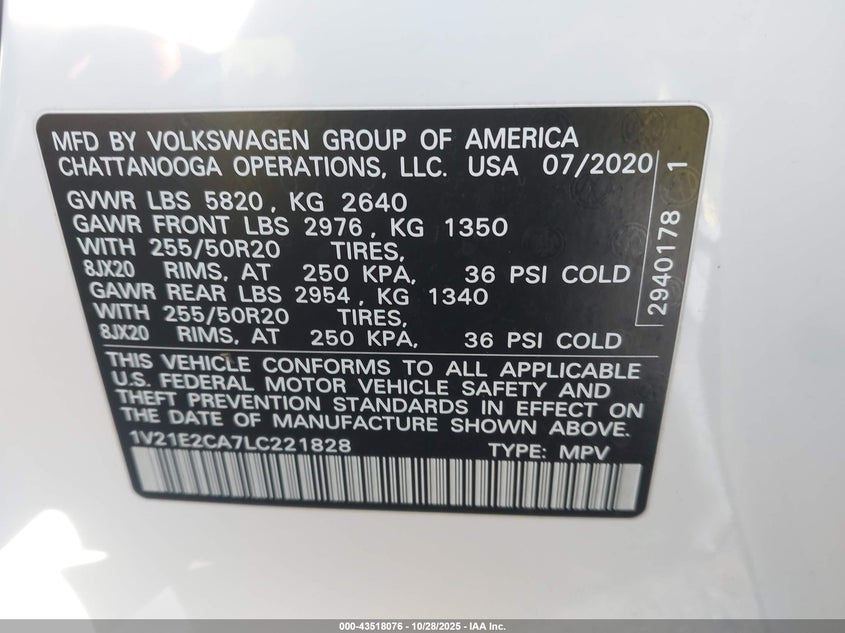 MFD BY VOLKSWAGEN GROUP OF AMERICA
CHATTANOOGA OPERATIONS, LLC. USA 07/2020
GVWR LBS 5820, KG 2640
GAWR FRONT LBS 2976, KG 1350
WITH 255/50R20 TIRES,
8JX20 RIMS, AT 250 KPA, 36 PSI COLD
GAWR REAR LBS 2954, KG 1340
WITH 255/50R20 TIRES,
8JX20 RIMS, AT 250 KPA, 36 PSI COLD
THIS VEHICLE CONFORMS TO ALL APPLICABLE
U.S. FEDERAL MOTOR VEHICLE SAFETY AND
THEFT PREVENTION STANDARDS IN EFFECT ON
THE DATE OF MANUFACTURE SHOWN ABOVE.
1V21E2CA7LC221828 TYPE: MPV
2940178 1
000-43518076 | 10/28/2025 - IAA Inc.